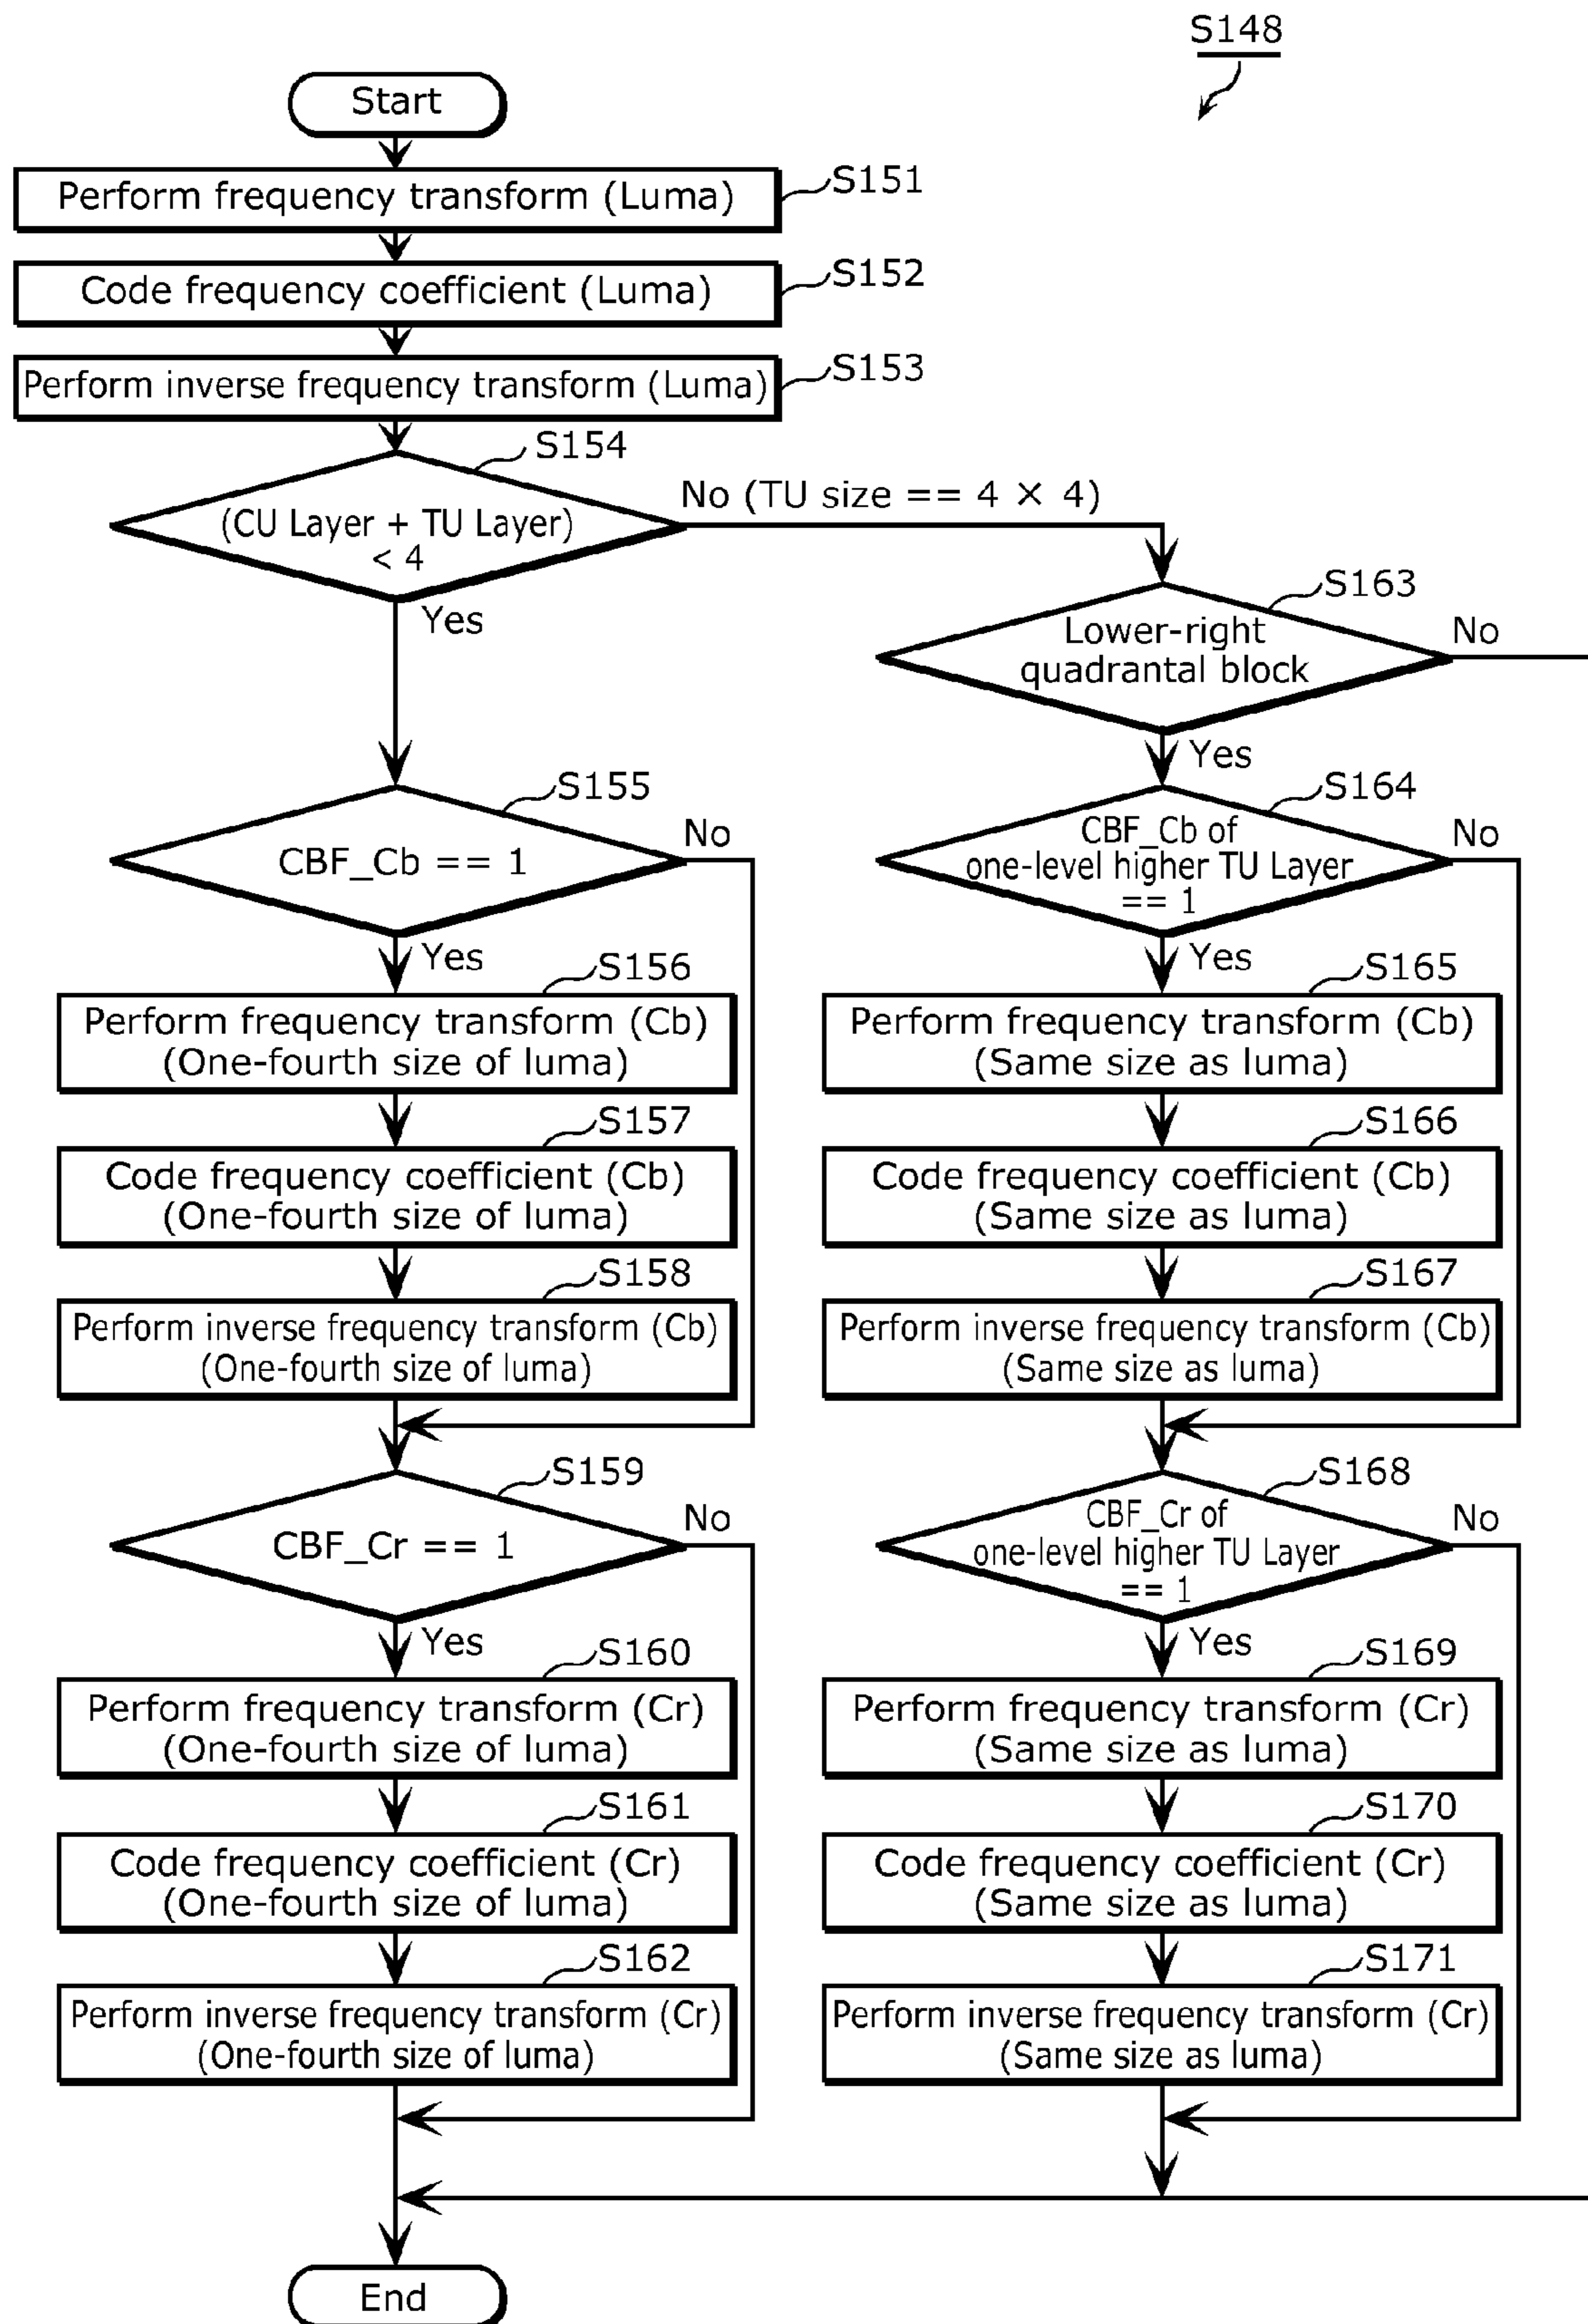 S148
Start
Perform frequency transform (Luma)
S151
Code frequency coefficient (Luma)
S152
Perform inverse frequency transform (Luma)
S153
S154
(CU Layer + TU Layer)
< 4
No (TU size == 4 × 4)
Yes
S163
Lower-right
quadrantal block
No
Yes
S155
CBF_Cb == 1
No
Yes
S156
Perform frequency transform (Cb)
(One-fourth size of luma)
S157
Code frequency coefficient (Cb)
(One-fourth size of luma)
S158
Perform inverse frequency transform (Cb)
(One-fourth size of luma)
S159
CBF_Cr == 1
No
Yes
S160
Perform frequency transform (Cr)
(One-fourth size of luma)
S161
Code frequency coefficient (Cr)
(One-fourth size of luma)
S162
Perform inverse frequency transform (Cr)
(One-fourth size of luma)
S164
CBF_Cb of
one-level higher TU Layer
== 1
No
Yes
S165
Perform frequency transform (Cb)
(Same size as luma)
S166
Code frequency coefficient (Cb)
(Same size as luma)
S167
Perform inverse frequency transform (Cb)
(Same size as luma)
S168
CBF_Cr of
one-level higher TU Layer
== 1
No
Yes
S169
Perform frequency transform (Cr)
(Same size as luma)
S170
Code frequency coefficient (Cr)
(Same size as luma)
S171
Perform inverse frequency transform (Cr)
(Same size as luma)
End